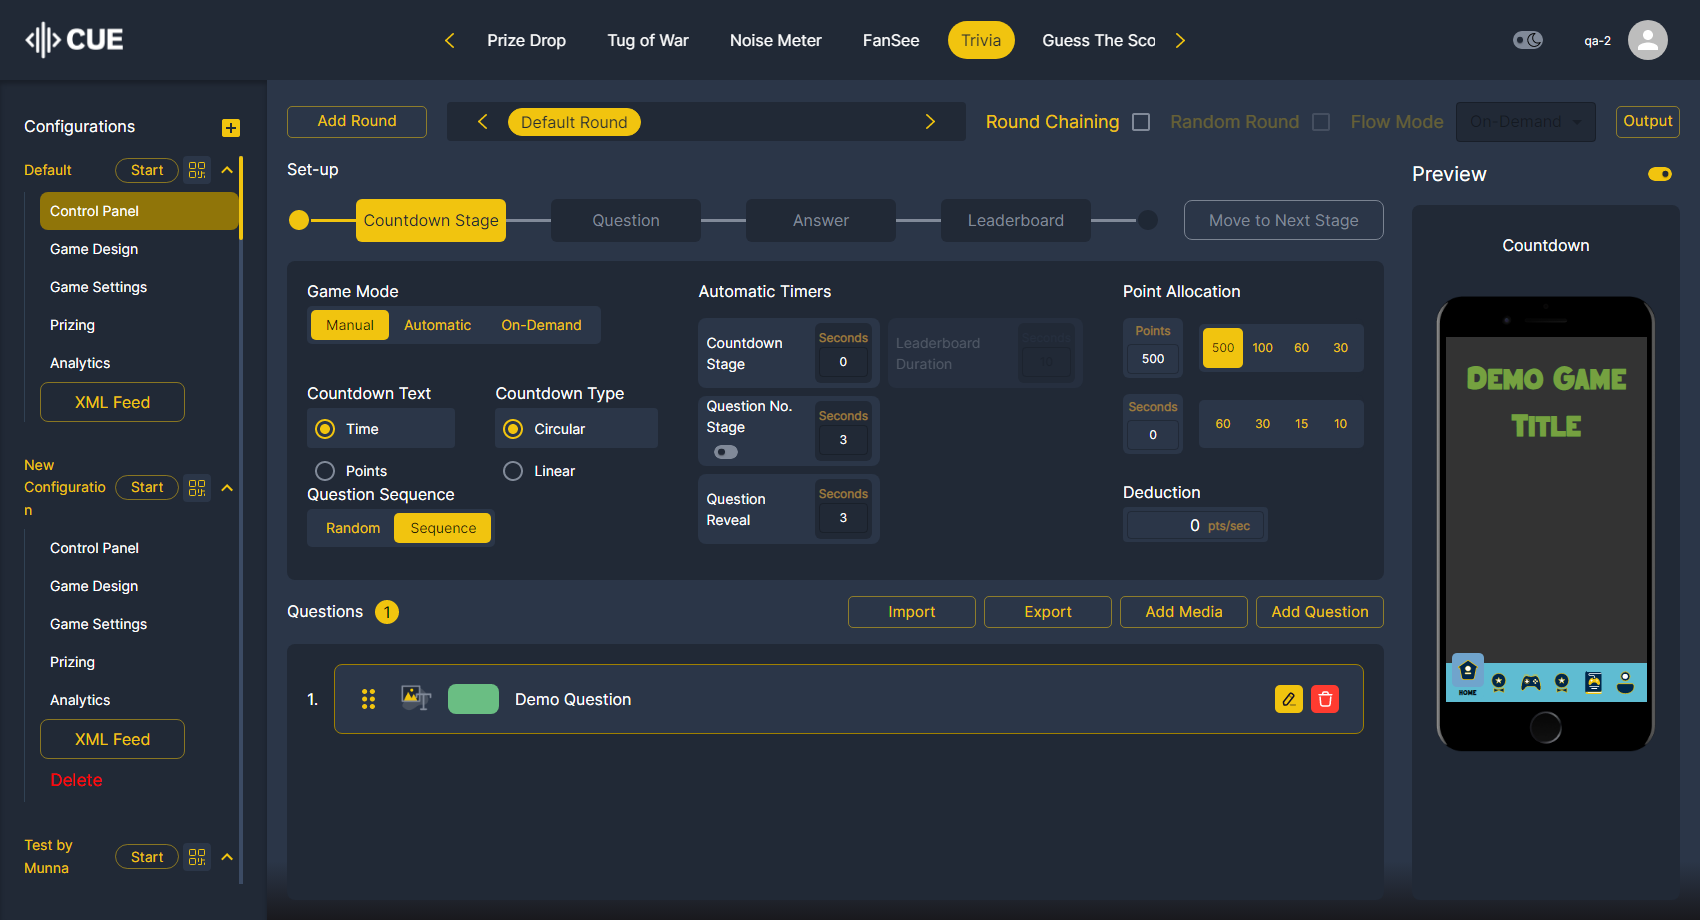 CUE
Prize Drop
Tug of War
Noise Meter
FanSee
Trivia
Guess The Sco
qa-2
Configurations
Default
Start
Control Panel
Game Design
Game Settings
Prizing
Analytics
XML Feed
New
Configuratio
n
Start
Control Panel
Game Design
Game Settings
Prizing
Analytics
XML Feed
Delete
Test by
Munna
Start
Add Round
Default Round
Round Chaining
Random Round
Flow Mode
On-Demand
Output
Set-up
Countdown Stage
Question
Answer
Leaderboard
Move to Next Stage
Game Mode
Manual
Automatic
On-Demand
Countdown Text
Time
Points
Countdown Type
Circular
Linear
Question Sequence
Random
Sequence
Automatic Timers
Countdown
Stage
Seconds
0
Leaderboard
Duration
Seconds
10
Question No.
Stage
Seconds
3
Question
Reveal
Seconds
3
Point Allocation
Points
500
500
100
60
30
Seconds
0
60
30
15
10
Deduction
0 pts/sec
Questions 1
Import
Export
Add Media
Add Question
1.
Demo Question
Preview
Countdown
Demo Game
Title
HOME